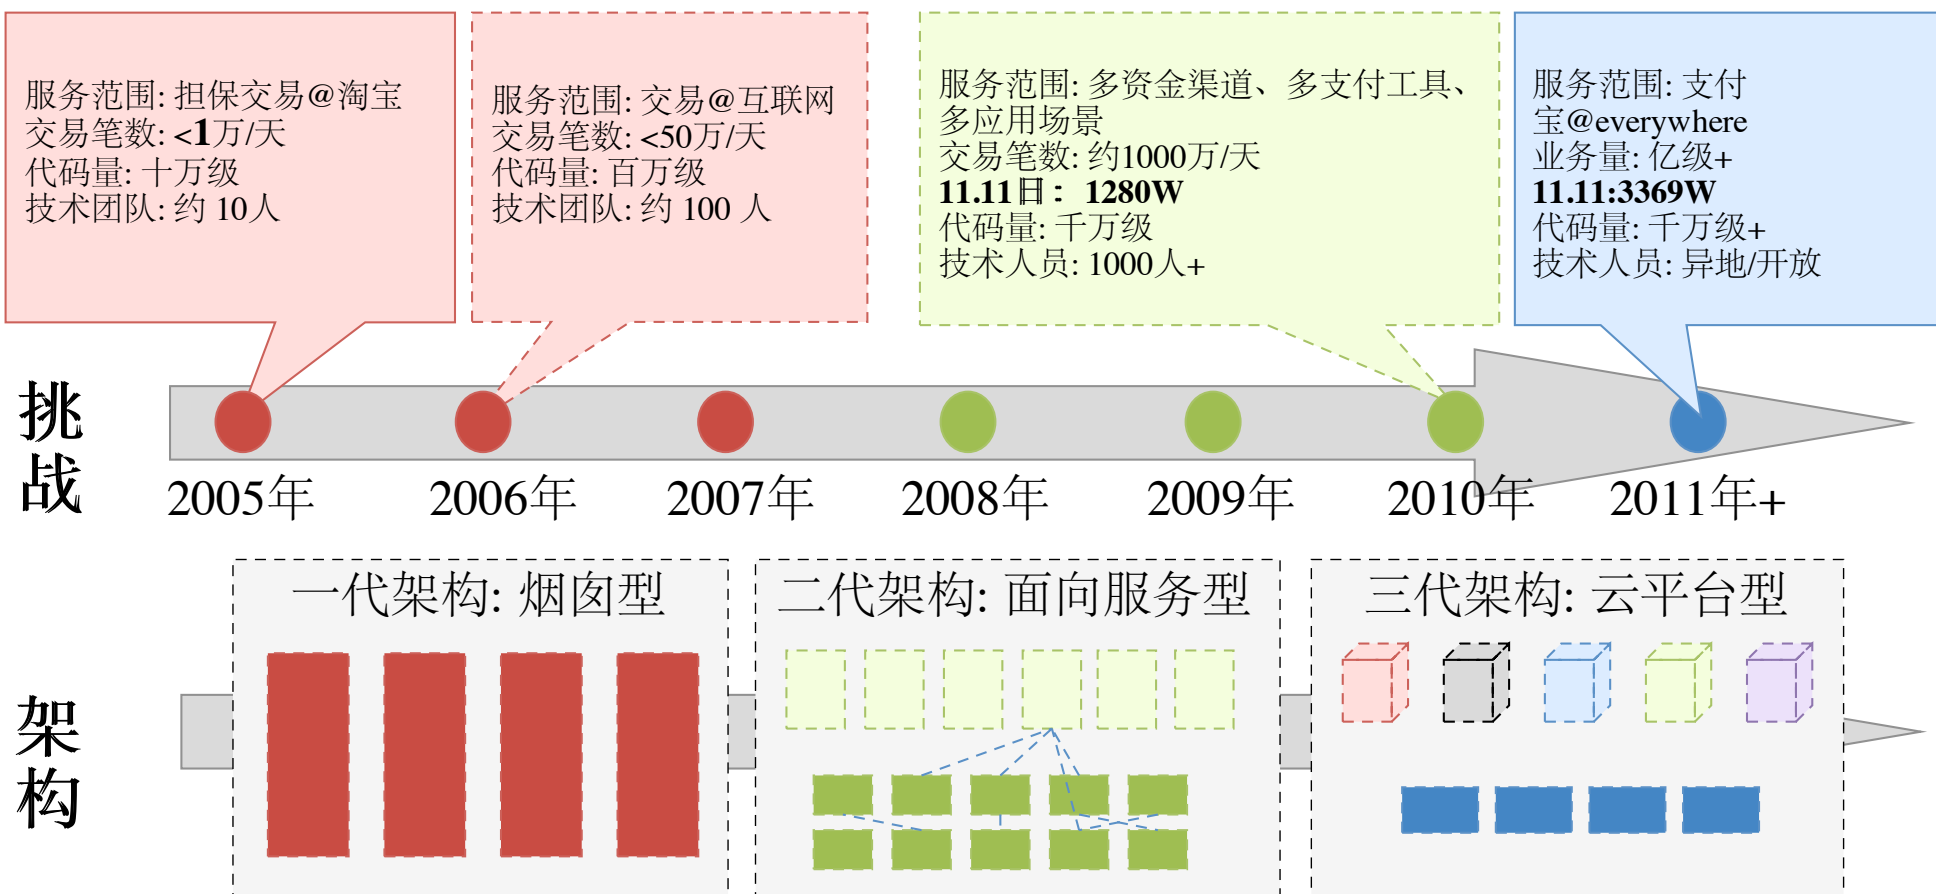 服务范围: 担保交易@淘宝
交易笔数: <1万/天
代码量: 十万级
技术团队: 约 10人
服务范围: 交易@互联网
交易笔数: <50万/天
代码量: 百万级
技术团队: 约 100 人
服务范围: 多资金渠道、多支付工具、
多应用场景
交易笔数: 约1000万/天
11.11日： 1280W
代码量: 千万级
技术人员: 1000人+
服务范围: 支付
宝@everywhere
业务量: 亿级+
11.11:3369W
代码量: 千万级+
技术人员: 异地/开放
挑
战
2005年
2006年
2007年
2008年
2009年
2010年
2011年+
一代架构: 烟囱型
二代架构: 面向服务型
三代架构: 云平台型
架
构